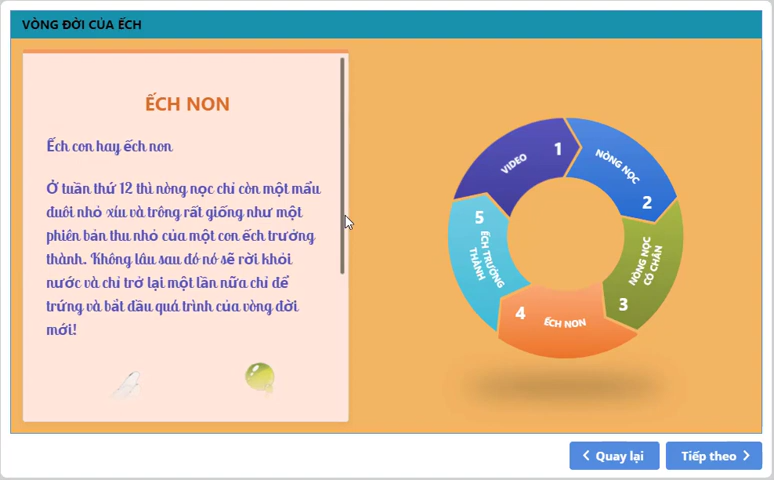 VÒNG ĐỜI CỦA ẾCH
ẾCH NON
Ếch con hay ếch non
Ở tuần thứ 12 thì nòng nọc chỉ còn một mẩu
đuôi nhỏ xíu và trông rất giống như một
phiên bản thu nhỏ của một con ếch trưởng
thành. Không lâu sau đó nó sẽ rời khỏi
nước và chỉ trở lại một lần nữa chỉ để
trứng và bắt đầu quá trình của vòng đời
mới!
1
VIDEO
2
NÒNG NỌC
3
NÒNG NỌC
CÓ CHÂN
4
ẾCH NON
5
ẾCH TRƯỞNG
THÀNH
Quay lại
Tiếp theo